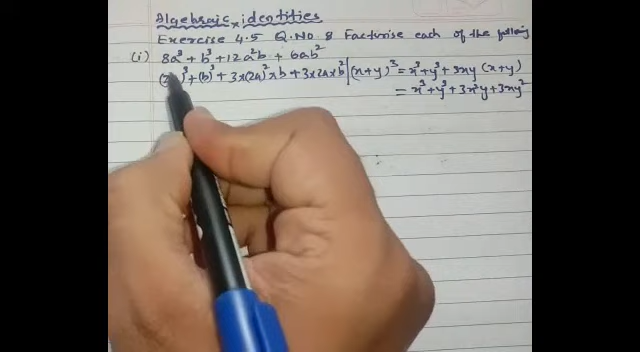 Algebraic identities
Exercise 4.5 Q.No 8 Factorise each of the following
(i) 8a³ + b³ + 12a²b + 6ab²
)³ + (b)³ + 3×(2a)²×b + 3×2a×b² | (x+y)³ = x³+y³+3xy (x+y)
= x³+y³+3x²y+3xy²